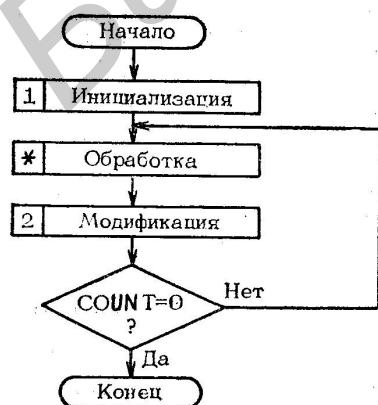 Начало
1 Инициализация
* Обработка
2 Модификация
COUNT=0
?
Нет
Да
Конец